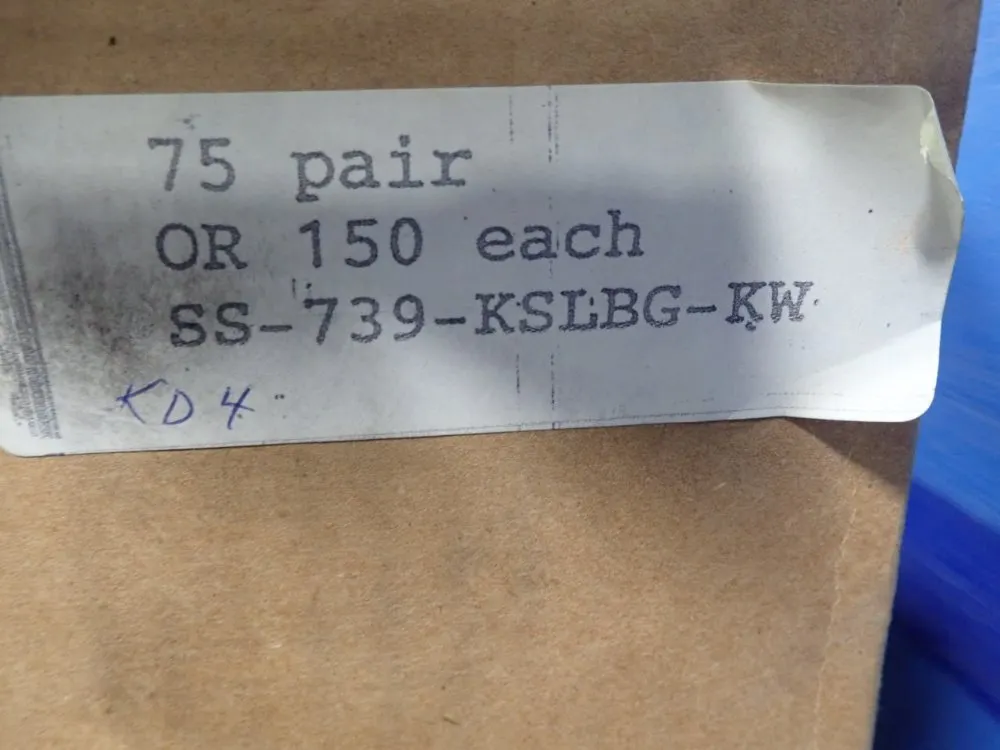 75 pair
OR 150 each
SS-739-KSLBG-KW
KD4